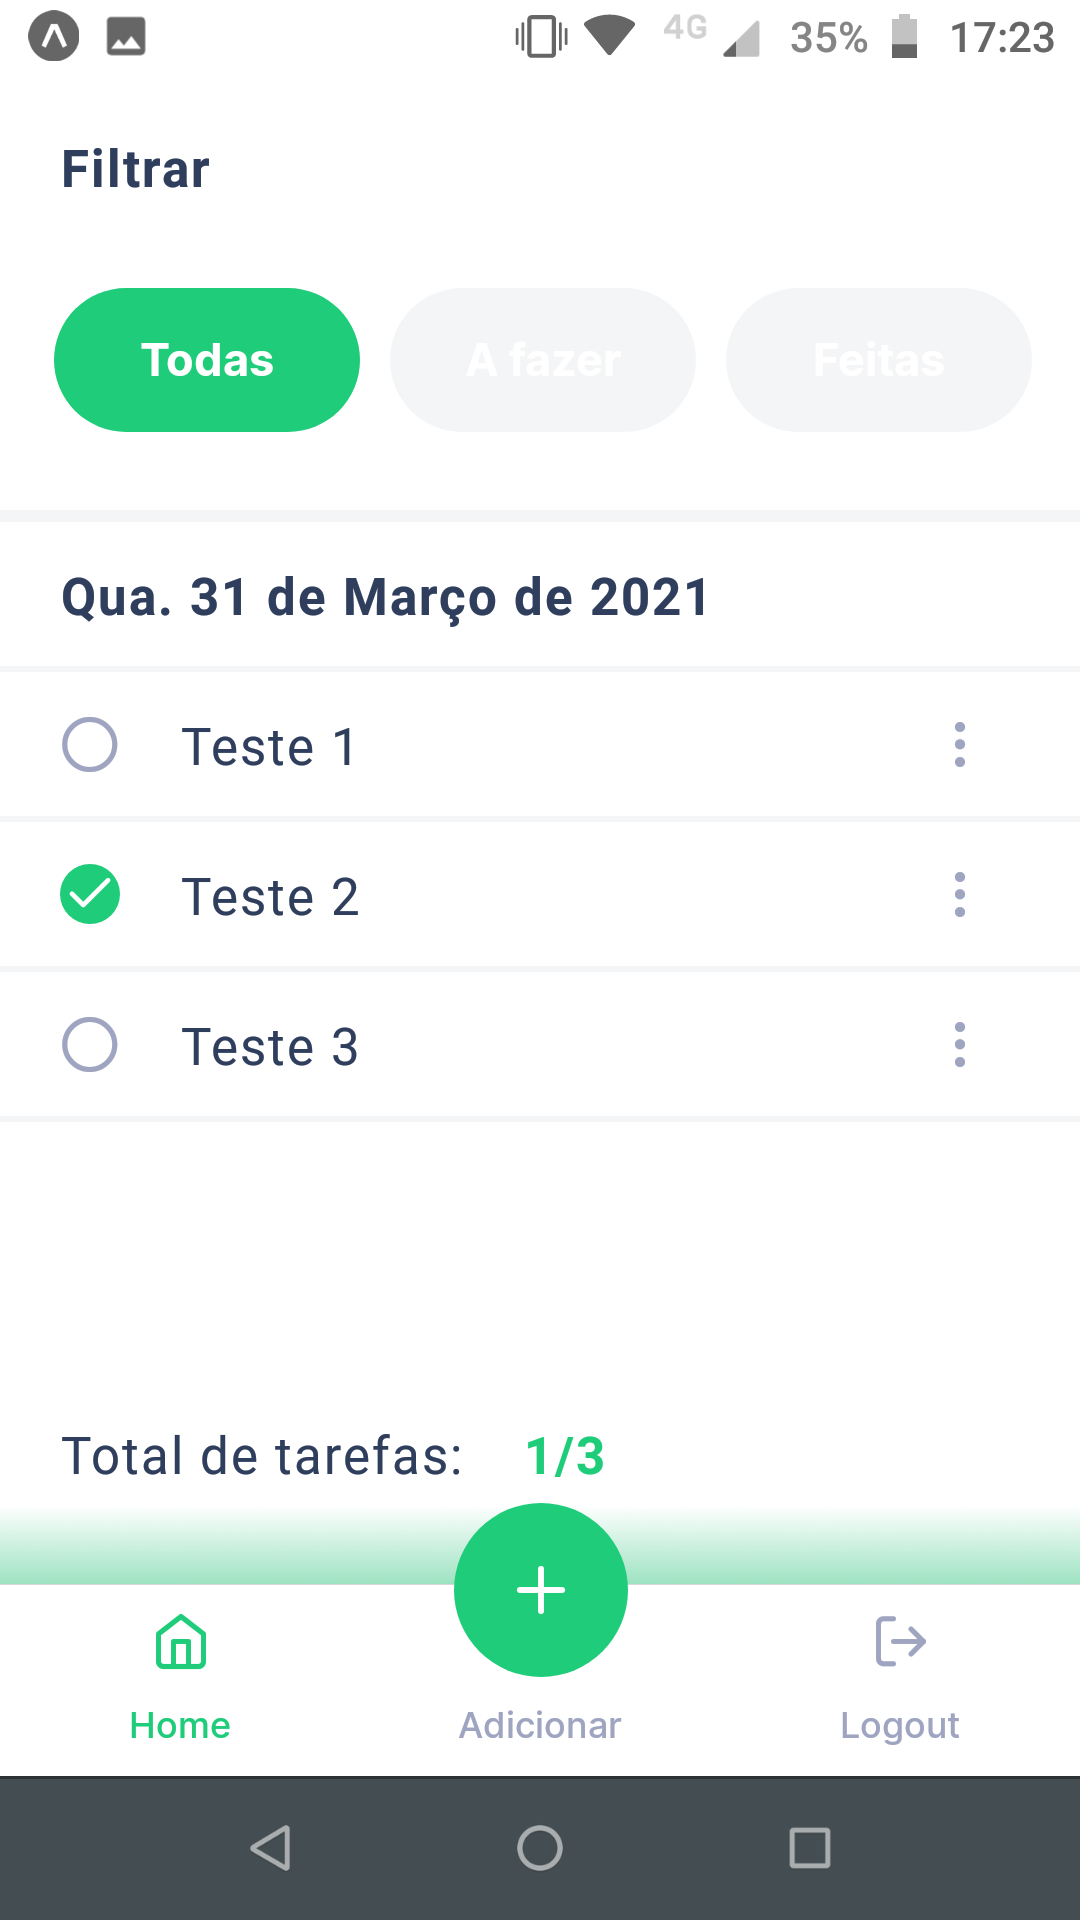 4G 35% 17:23
Filtrar
Todas A fazer Feitas
Qua. 31 de Março de 2021
Teste 1
Teste 2
Teste 3
Total de tarefas: 1/3
Home Adicionar Logout